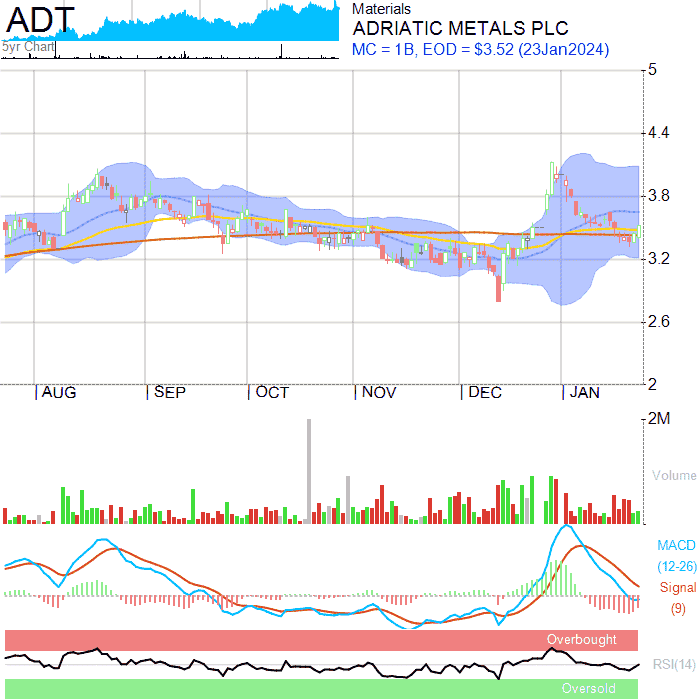 ADT
5yr Chart
Materials
ADRIATIC METALS PLC
MC = 1B, EOD = $3.52 (23Jan2024)
5
4.4
3.8
3.2
2.6
2
| AUG | SEP | OCT | NOV | DEC | JAN
2M
Volume
MACD
(12-26)
Signal
(9)
Overbought
RSI(14)
Oversold